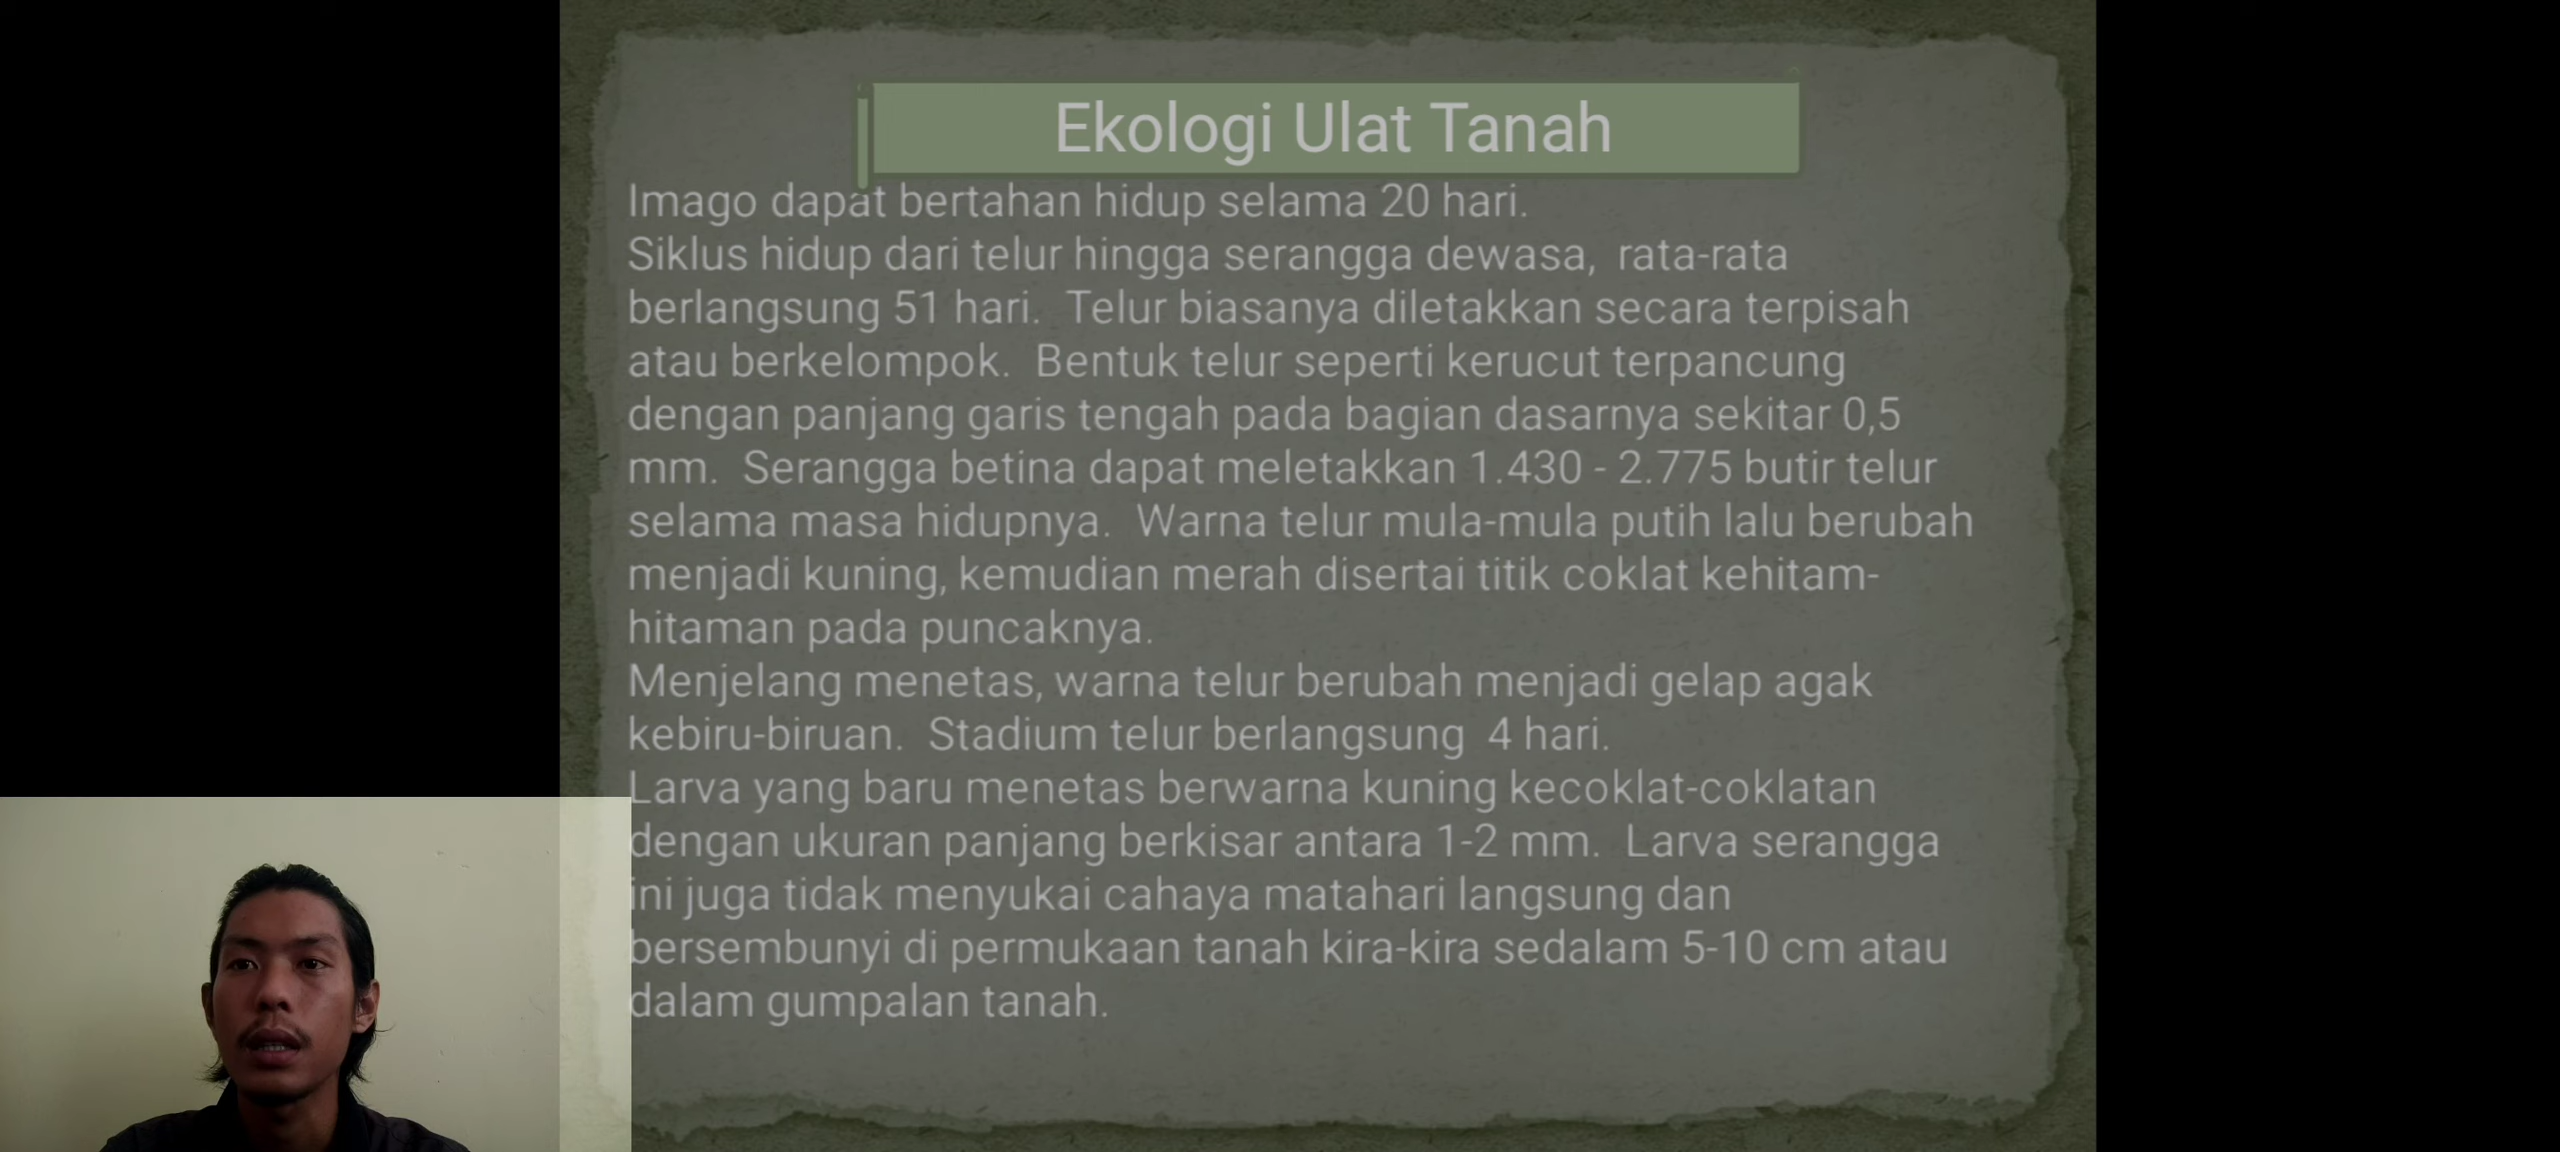 Ekologi Ulat Tanah
Imago dapat bertahan hidup selama 20 hari.
Siklus hidup dari telur hingga serangga dewasa,  rata-rata
berlangsung 51 hari.  Telur biasanya diletakkan secara terpisah
atau berkelompok.  Bentuk telur seperti kerucut terpancung
dengan panjang garis tengah pada bagian dasarnya sekitar 0,5
mm.  Serangga betina dapat meletakkan 1.430 - 2.775 butir telur
selama masa hidupnya.  Warna telur mula-mula putih lalu berubah
menjadi kuning, kemudian merah disertai titik coklat kehitam-
hitaman pada puncaknya.
Menjelang menetas, warna telur berubah menjadi gelap agak
kebiru-biruan.  Stadium telur berlangsung  4 hari.
Larva yang baru menetas berwarna kuning kecoklat-coklatan
dengan ukuran panjang berkisar antara 1-2 mm.  Larva serangga
ini juga tidak menyukai cahaya matahari langsung dan
bersembunyi di permukaan tanah kira-kira sedalam 5-10 cm atau
dalam gumpalan tanah.